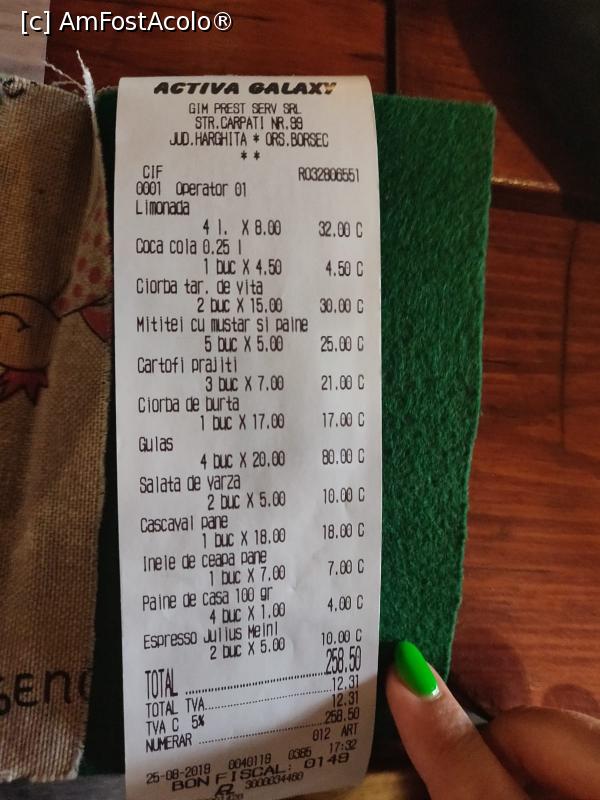 [c] AmFostAcolo®
ACTIVA GALAXY
GIM PREST SERV SRL
STR.CARPATI NR.99
JUD.HARGHITA * ORS.BORSEC
* *
CIF RO32806551
0001 Operator 01
Limonada
4 l. X 8.00 32.00 C
Coca cola 0.25 l
1 buc X 4.50 4.50 C
Ciorba tar. de vita
2 buc X 15.00 30.00 C
Mititei cu mustar si paine
5 buc X 5.00 25.00 C
Cartofi prajiti
3 buc X 7.00 21.00 C
Ciorba de burta
1 buc X 17.00 17.00 C
Gulas
4 buc X 20.00 80.00 C
Salata de varza
2 buc X 5.00 10.00 C
Cascaval pane
1 buc X 18.00 18.00 C
Inele de ceapa pane
1 buc X 7.00 7.00 C
Paine de casa 100 gr
4 buc X 1.00 4.00 C
Espresso Julius Meinl
2 buc X 5.00 10.00 C
TOTAL 258.50
TOTAL TVA 12.31
TVA C 5% 12.31
NUMERAR 258.50
012 ART
25-08-2019 0040119 0385 17:32
BON FISCAL: 0149